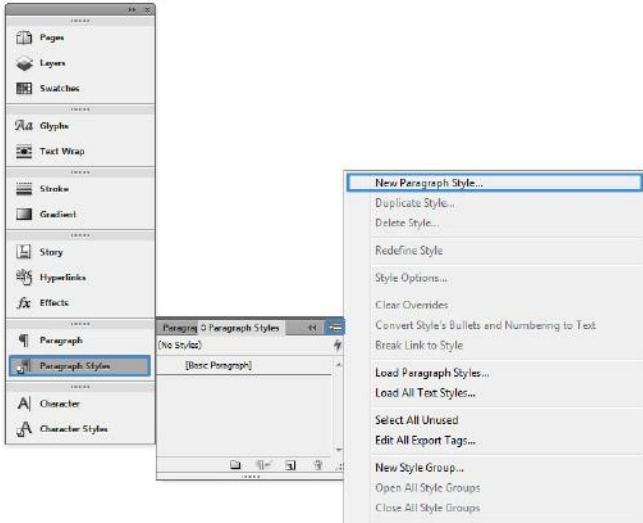 Pages
Layers
Swatches
Glyphs
Text Wrap
Stroke
Gradient
Story
Hyperlinks
fx Effects
Paragraph
Paragraph Styles
Character
Character Styles
Paragrap Paragraph Styles
(No Styles)
[Basic Paragraph]
New Paragraph Style...
Duplicate Style...
Delete Style...
Redefine Style
Style Options...
Clear Overrides
Convert Style's Bullets and Numbering to Text
Break Link to Style
Load Paragraph Styles...
Load All Text Styles...
Select All Unused
Edit All Export Tags...
New Style Group...
Open All Style Groups
Close All Style Groups